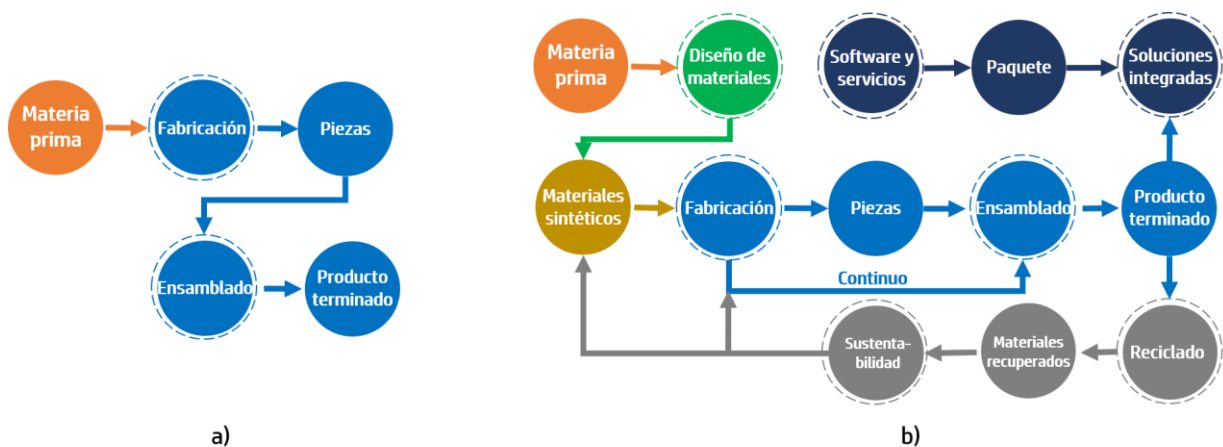 Materia
prima
Fabricación
Piezas
Ensamblado
Producto
terminado
a)
Materia
prima
Diseño de
materiales
Software y
servicios
Paquete
Soluciones
integradas
Materiales
sintéticos
Fabricación
Piezas
Ensamblado
Producto
terminado
Continuo
Sustenta-
bilidad
Materiales
recuperados
Reciclado
b)